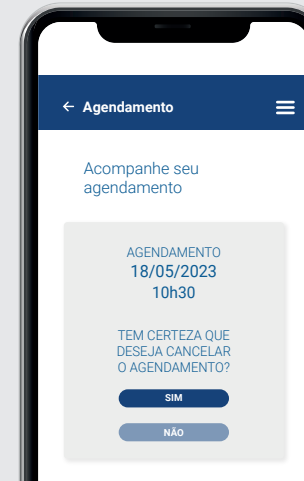 ← Agendamento
Acompanhe seu
agendamento
AGENDAMENTO
18/05/2023
10h30
TEM CERTEZA QUE
DESEJA CANCELAR
O AGENDAMENTO?
SIM
NÃO